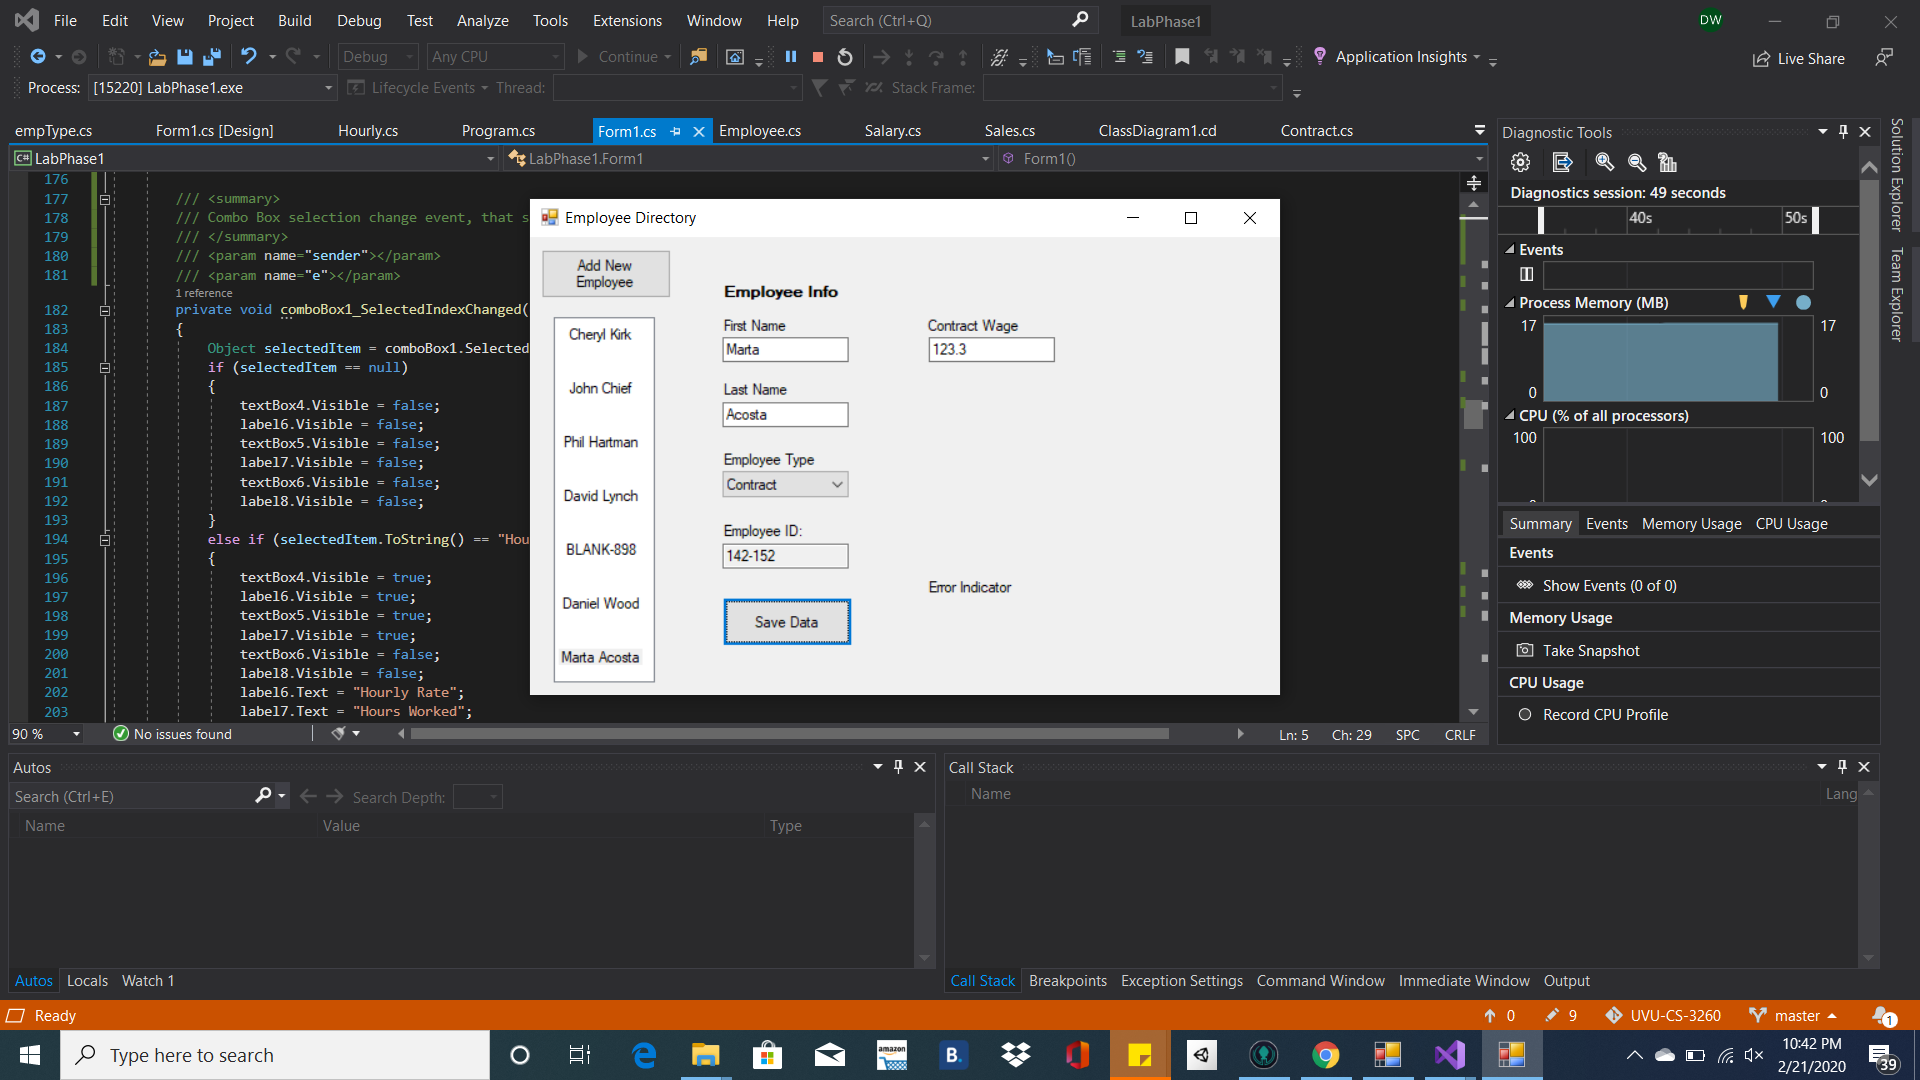 File Edit View Project Build Debug Test Analyze Tools Extensions Window Help Search (Ctrl+Q) LabPhase1 DW
Debug Any CPU Continue Application Insights Live Share
Process: [15220] LabPhase1.exe Lifecycle Events Thread: Stack Frame:
empType.cs Form1.cs [Design] Hourly.cs Program.cs Form1.cs Employee.cs Salary.cs Sales.cs ClassDiagram1.cd Contract.cs
C# LabPhase1 LabPhase1.Form1 Form1()
176
177 /// <summary>
178 /// Combo Box selection change event, that s
179 /// </summary>
180 /// <param name="sender"></param>
181 /// <param name="e"></param>
1 reference
182 private void comboBox1_SelectedIndexChanged(
183 {
184 Object selectedItem = comboBox1.Selected
185 if (selectedItem == null)
186 {
187 textBox4.Visible = false;
188 label6.Visible = false;
189 textBox5.Visible = false;
190 label7.Visible = false;
191 textBox6.Visible = false;
192 label8.Visible = false;
193 }
194 else if (selectedItem.ToString() == "Hou
195 {
196 textBox4.Visible = true;
197 label6.Visible = true;
198 textBox5.Visible = true;
199 label7.Visible = true;
200 textBox6.Visible = false;
201 label8.Visible = false;
202 label6.Text = "Hourly Rate";
203 label7.Text = "Hours Worked";
Employee Directory
Add New
Employee
Cheryl Kirk
John Chief
Phil Hartman
David Lynch
BLANK-898
Daniel Wood
Marta Acosta
Employee Info
First Name
Marta
Last Name
Acosta
Employee Type
Contract
Employee ID:
142-152
Save Data
Contract Wage
123.3
Error Indicator
Diagnostic Tools
Diagnostics session: 49 seconds
40s 50s
Events
Process Memory (MB)
17 17
0 0
CPU (% of all processors)
100 100
Summary Events Memory Usage CPU Usage
Events
Show Events (0 of 0)
Memory Usage
Take Snapshot
CPU Usage
Record CPU Profile
Solution Explorer
Team Explorer
90 % No issues found Ln: 5 Ch: 29 SPC CRLF
Autos
Search (Ctrl+E) Search Depth:
Name Value Type
Autos Locals Watch 1
Call Stack
Name Lang
Call Stack Breakpoints Exception Settings Command Window Immediate Window Output
Ready 0 9 UVU-CS-3260 master 1
Type here to search amazon B. 10:42 PM
2/21/2020 39